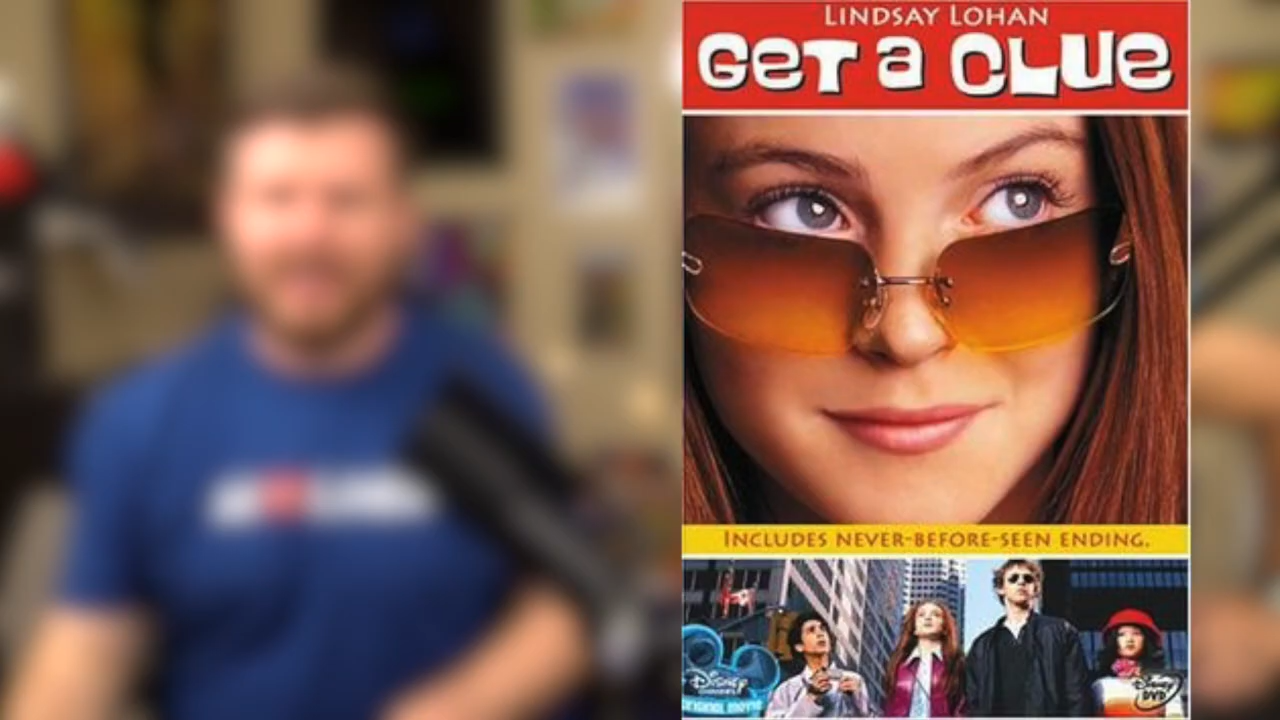 LINDSAY LOHAN
GET A CLUE
INCLUDES NEVER-BEFORE-SEEN ENDING.
Disney
CHANNEL
ORIGINAL MOVIE
Disney
DVD